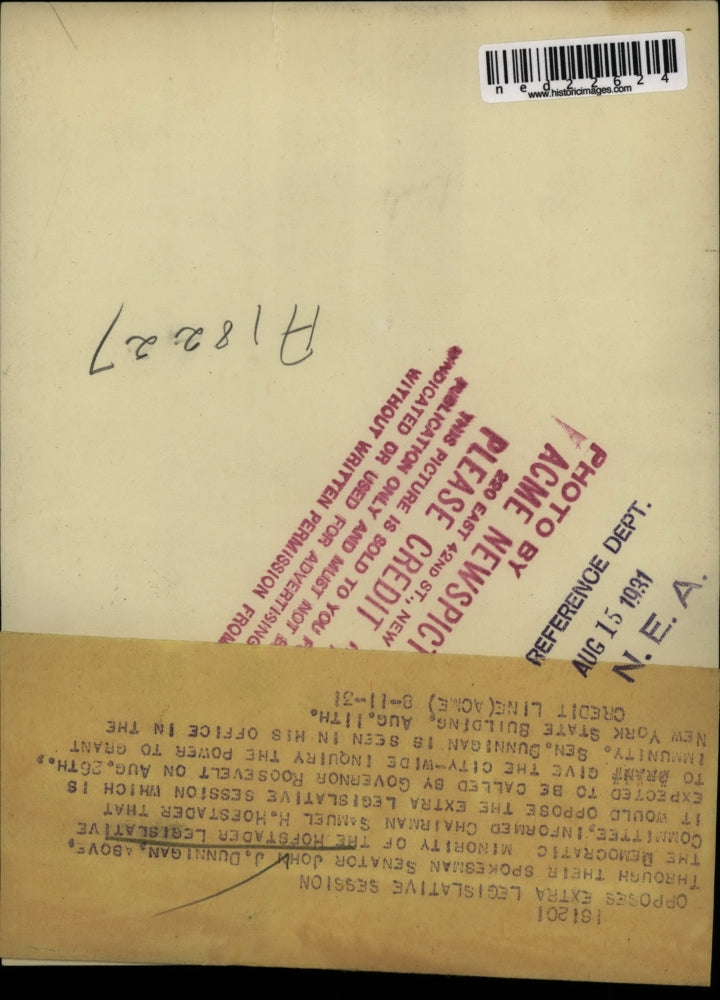 ned22624
www.historicimages.com
A18227
PHOTO BY
ACME NEWSPICT
220 EAST 42ND ST., NEW
PLEASE CREDIT
THIS PICTURE IS SOLD TO YOU
PUBLICATION ONLY AND MUST NOT
SYNDICATED OR USED FOR ADVERTISING
WITHOUT WRITTEN PERMISSION FROM
REFERENCE DEPT.
AUG 15 1931
N. E. A.
161201
OPPOSES EXTRA LEGISLATIVE SESSION
THROUGH THEIR SPOKESMAN SENATOR JOHN J. DUNNIGAN, ABOVE,
THE DEMOCRATIC MINORITY OF THE HOFSTADER LEGISLATIVE
COMMITTEE, INFORMED CHAIRMAN SAMUEL H. HOFSTADER THAT
IT WOULD OPPOSE THE EXTRA LEGISLATIVE SESSION WHICH IS
EXPECTED TO BE CALLED BY GOVERNOR ROOSEVELT ON AUG. 26TH.,
TO GIVE THE CITY-WIDE INQUIRY THE POWER TO GRANT
IMMUNITY. SEN. DUNNIGAN IS SEEN IN HIS OFFICE IN THE
NEW YORK STATE BUILDING, AUG. 11TH.
CREDIT LINE (ACME) 8-11-31